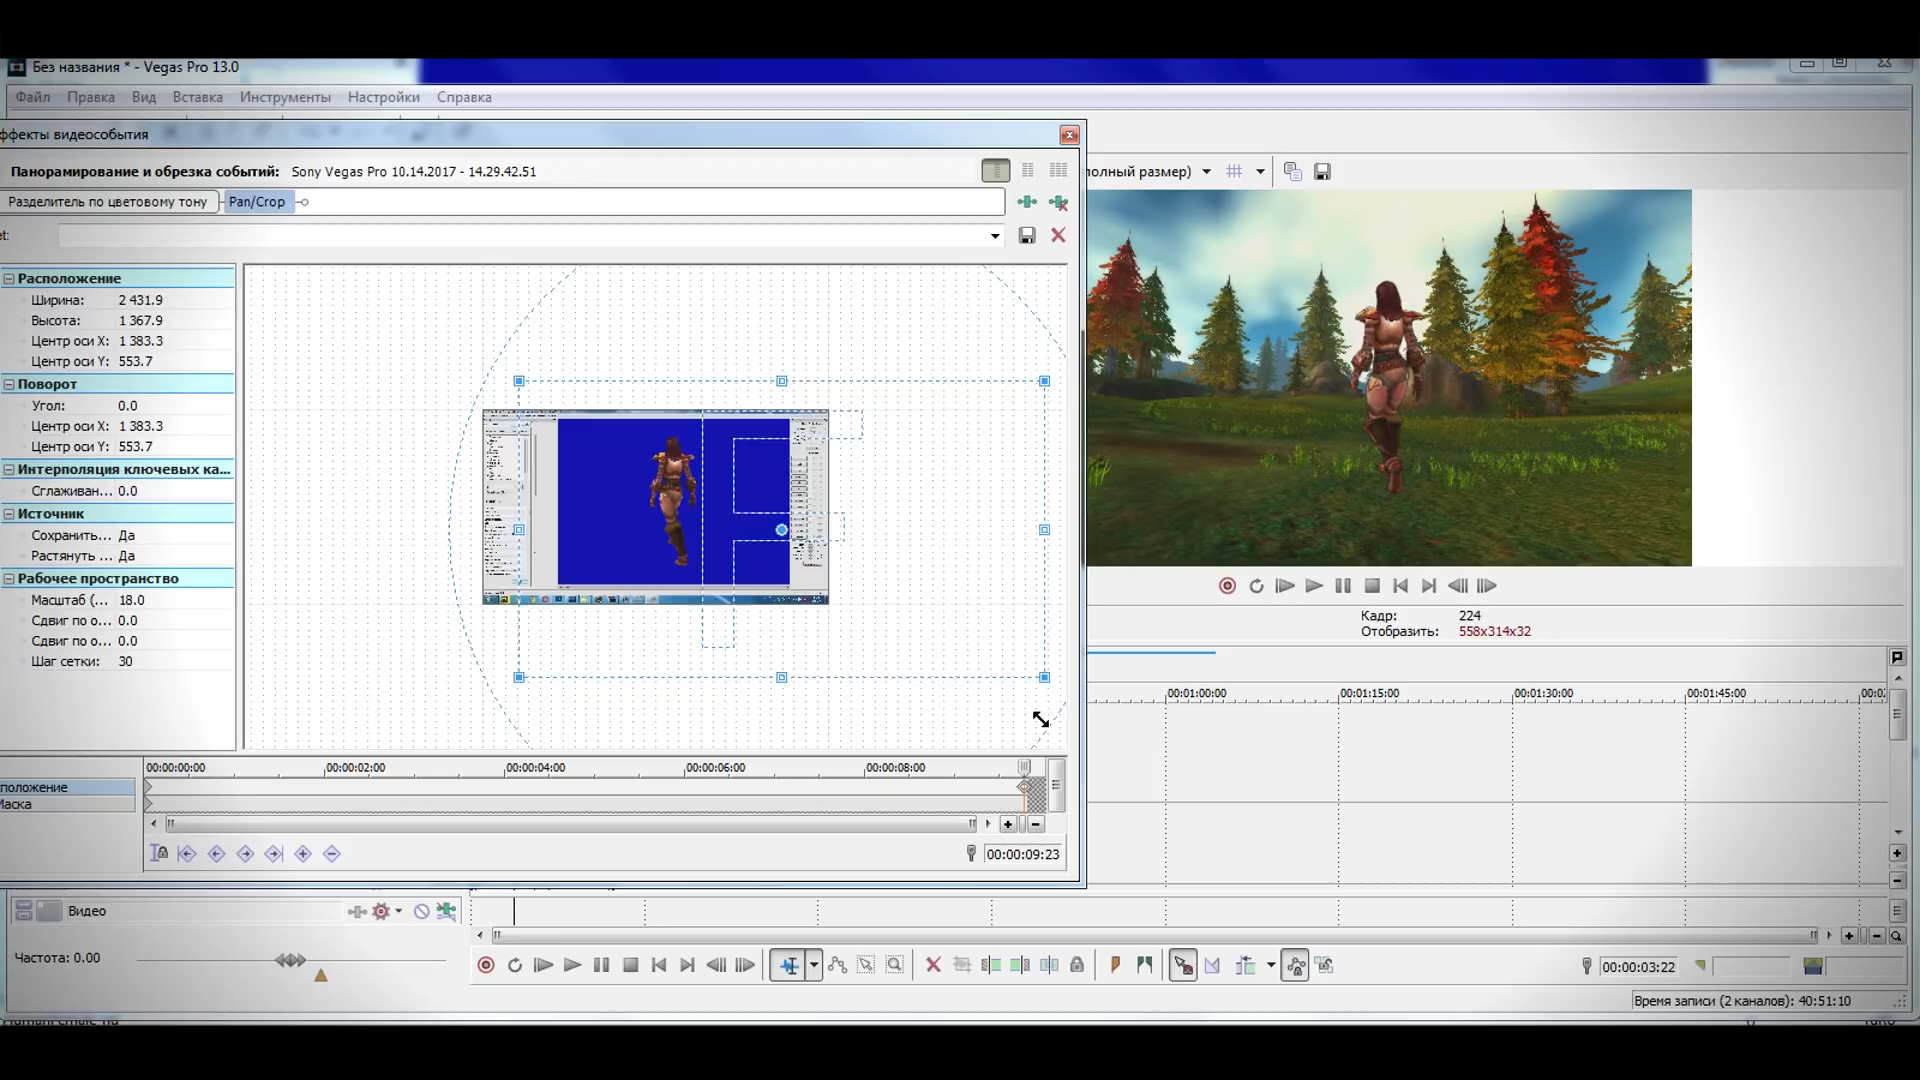 Без названия * - Vegas Pro 13.0
Файл Правка Вид Вставка Инструменты Настройки Справка
ффекты видеособытия
Панорамирование и обрезка событий: Sony Vegas Pro 10.14.2017 - 14.29.42.51
олный размер)
Разделитель по цветовому тону Pan/Crop
et:
Расположение
Ширина: 2 431.9
Высота: 1 367.9
Центр оси X: 1 383.3
Центр оси Y: 553.7
Поворот
Угол: 0.0
Центр оси X: 1 383.3
Центр оси Y: 553.7
Интерполяция ключевых ка...
Сглаживан... 0.0
Источник
Сохранить... Да
Растянуть ... Да
Рабочее пространство
Масштаб (... 18.0
Сдвиг по о... 0.0
Сдвиг по о... 0.0
Шаг сетки: 30
Кадр: 224
Отобразить: 558x314x32
00:01:00:00 00:01:15:00 00:01:30:00 00:01:45:00 00:02
00:00:00:00 00:00:02:00 00:00:04:00 00:00:06:00 00:00:08:00
положение
Маска
00:00:09:23
Видео
Частота: 0.00
00:00:03:22
Время записи (2 каналов): 40:51:10